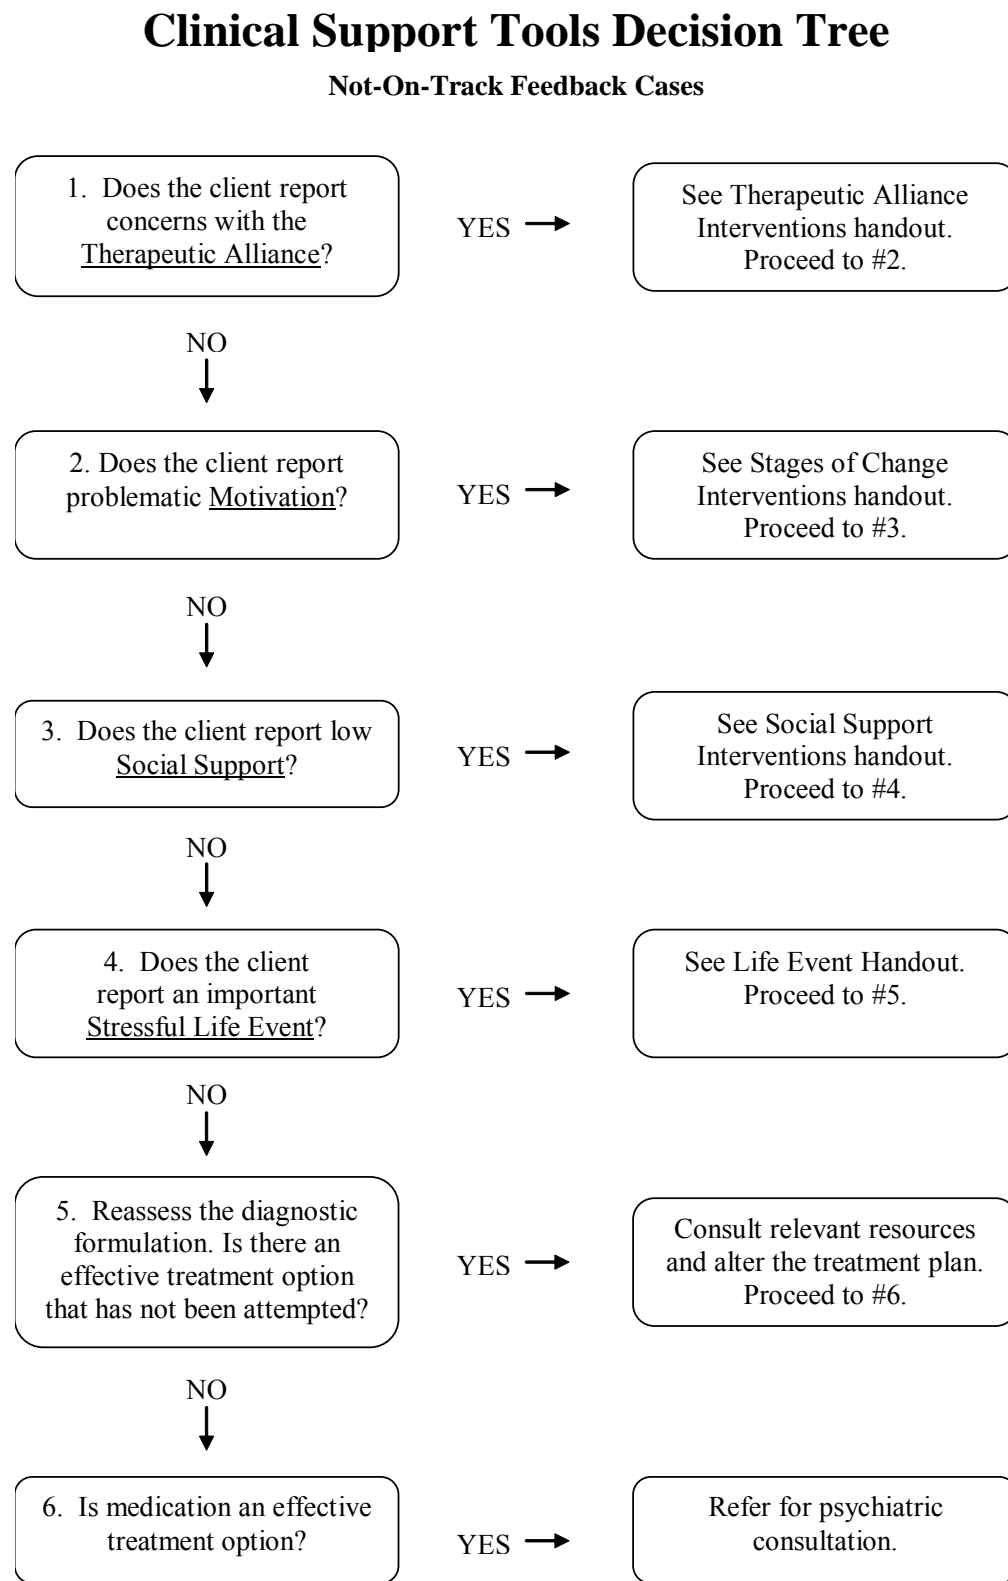 Clinical Support Tools Decision Tree
Not-On-Track Feedback Cases
1. Does the client report
concerns with the
Therapeutic Alliance?
YES
See Therapeutic Alliance
Interventions handout.
Proceed to #2.
NO
2. Does the client report
problematic Motivation?
YES
See Stages of Change
Interventions handout.
Proceed to #3.
NO
3. Does the client report low
Social Support?
YES
See Social Support
Interventions handout.
Proceed to #4.
NO
4. Does the client
report an important
Stressful Life Event?
YES
See Life Event Handout.
Proceed to #5.
NO
5. Reassess the diagnostic
formulation. Is there an
effective treatment option
that has not been attempted?
YES
Consult relevant resources
and alter the treatment plan.
Proceed to #6.
NO
6. Is medication an effective
treatment option?
YES
Refer for psychiatric
consultation.